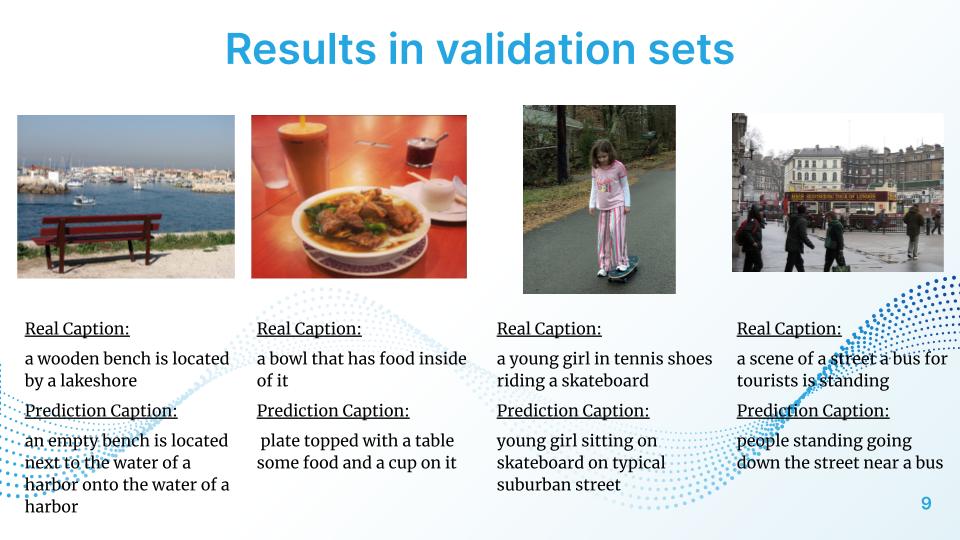 Results in validation sets
Real Caption:
a wooden bench is located
by a lakeshore
Prediction Caption:
an empty bench is located
next to the water of a
harbor onto the water of a
harbor
Real Caption:
a bowl that has food inside
of it
Prediction Caption:
plate topped with a table
some food and a cup on it
Real Caption:
a young girl in tennis shoes
riding a skateboard
Prediction Caption:
young girl sitting on
skateboard on typical
suburban street
Real Caption:
a scene of a street a bus for
tourists is standing
Prediction Caption:
people standing going
down the street near a bus
9